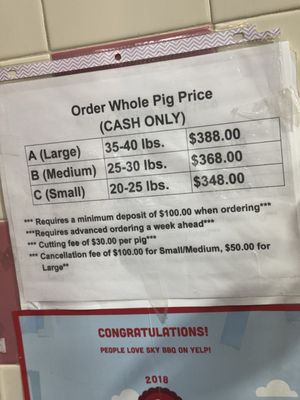 Order Whole Pig Price
(CASH ONLY)
A (Large) 35-40 lbs. $388.00
B (Medium) 25-30 lbs. $368.00
C (Small) 20-25 lbs. $348.00
*** Requires a minimum deposit of $100.00 when ordering***
***Requires advanced ordering a week ahead***
*** Cutting fee of $30.00 per pig***
*** Cancellation fee of $100.00 for Small/Medium, $50.00 for
Large**
CONGRATULATIONS!
PEOPLE LOVE SKY BBQ ON YELP!
2018